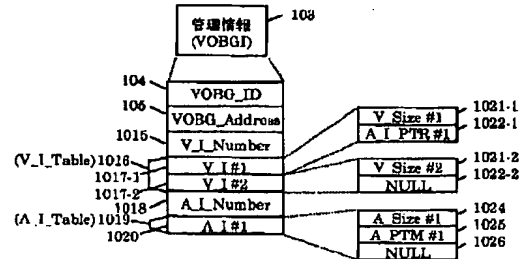 管理情報
(VOBGI)
103
104
VOBG_ID
105
VOBG_Address
1015
V_I_Number
(V_I_Table) 1016
V_I#1
1017-1
V_I#2
1017-2
1018
A_I_Number
(A_I_Table) 1019
A_I#1
1020
V_Size #1
1021-1
A_I_PTR #1
1022-1
V_Size #2
1021-2
NULL
1022-2
A_Size #1
1024
A_PTM #1
1025
NULL
1026